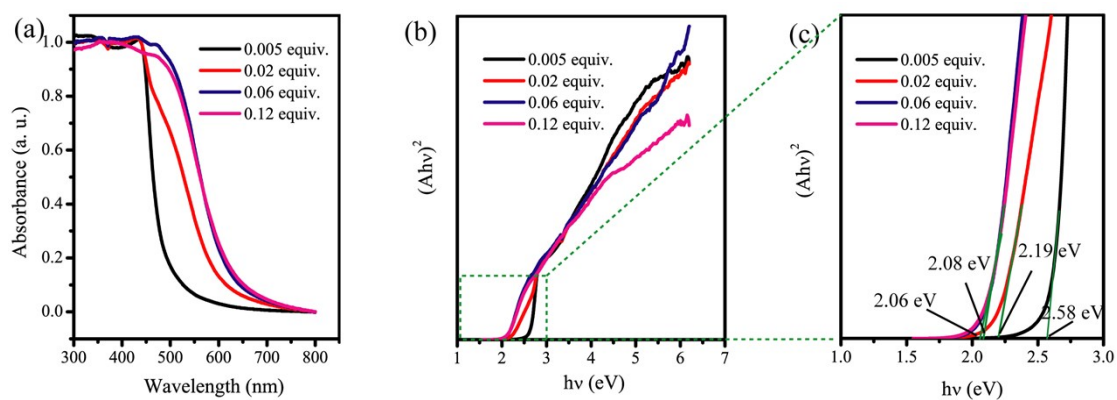 (a)
0.005 equiv.
0.02 equiv.
0.06 equiv.
0.12 equiv.
Absorbance (a. u.)
1.0
0.8
0.6
0.4
0.2
0.0
300 400 500 600 700 800
Wavelength (nm)
(b)
0.005 equiv.
0.02 equiv.
0.06 equiv.
0.12 equiv.
(Ahν)²
1 2 3 4 5 6 7
hν (eV)
(c)
0.005 equiv.
0.02 equiv.
0.06 equiv.
0.12 equiv.
(Ahν)²
2.08 eV
2.19 eV
2.06 eV
2.58 eV
1.0 1.5 2.0 2.5 3.0
hν (eV)